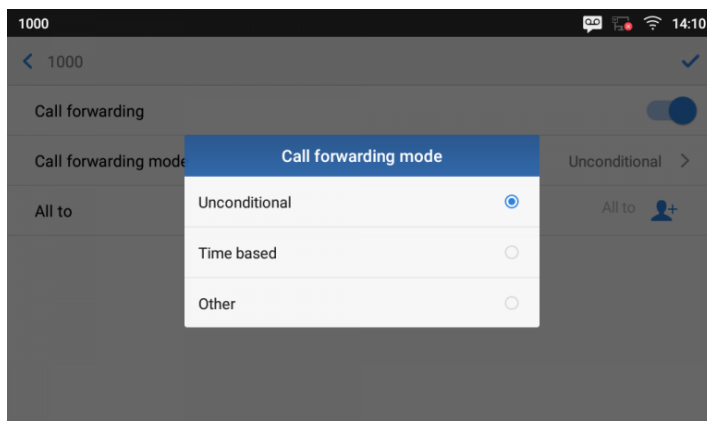 1000 14:10
1000
Call forwarding
Call forwarding mode
Call forwarding mode Unconditional
Unconditional
All to All to
Time based
Other